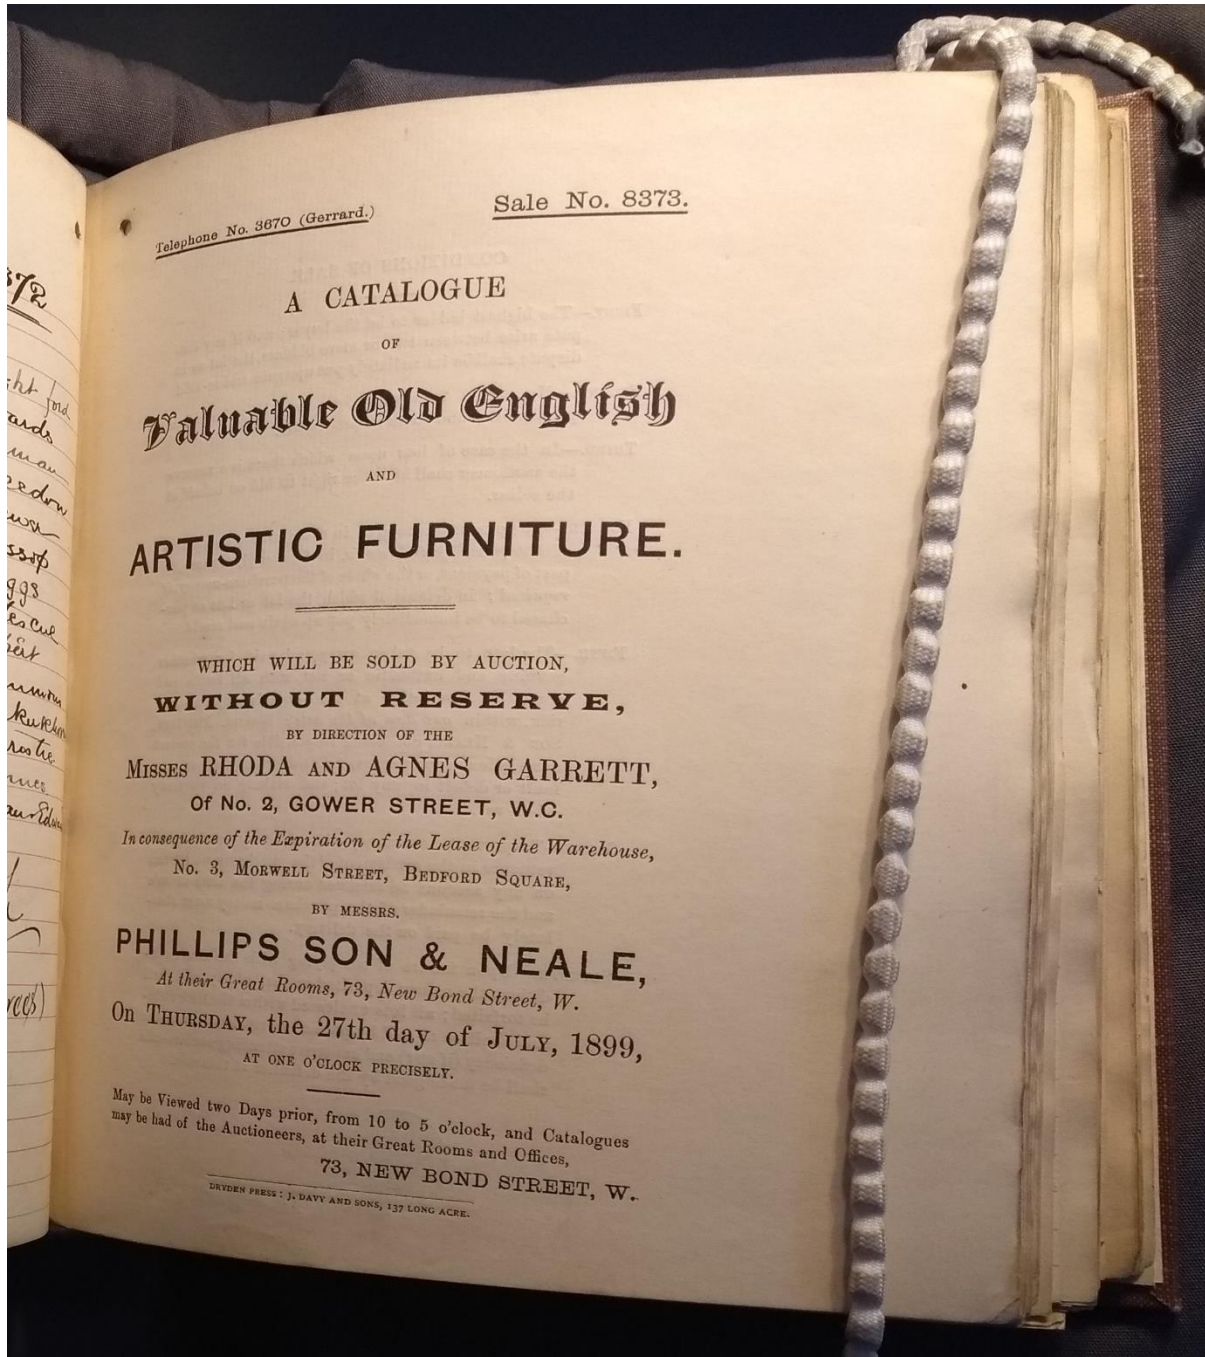 Telephone No. 3670 (Gerrard.)
Sale No. 8373.
A CATALOGUE
OF
Valuable Old English
AND
ARTISTIC FURNITURE.
WHICH WILL BE SOLD BY AUCTION,
WITHOUT RESERVE,
BY DIRECTION OF THE
MISSES RHODA AND AGNES GARRETT,
Of No. 2, GOWER STREET, W.C.
In consequence of the Expiration of the Lease of the Warehouse,
No. 3, MORWELL STREET, BEDFORD SQUARE,
BY MESSRS.
PHILLIPS SON & NEALE,
At their Great Rooms, 73, New Bond Street, W.
On THURSDAY, the 27th day of JULY, 1899,
AT ONE O'CLOCK PRECISELY.
May be Viewed two Days prior, from 10 to 5 o'clock, and Catalogues
may be had of the Auctioneers, at their Great Rooms and Offices,
73, NEW BOND STREET, W.
DRYDEN PRESS: J. DAVY AND SONS, 137 LONG ACRE.